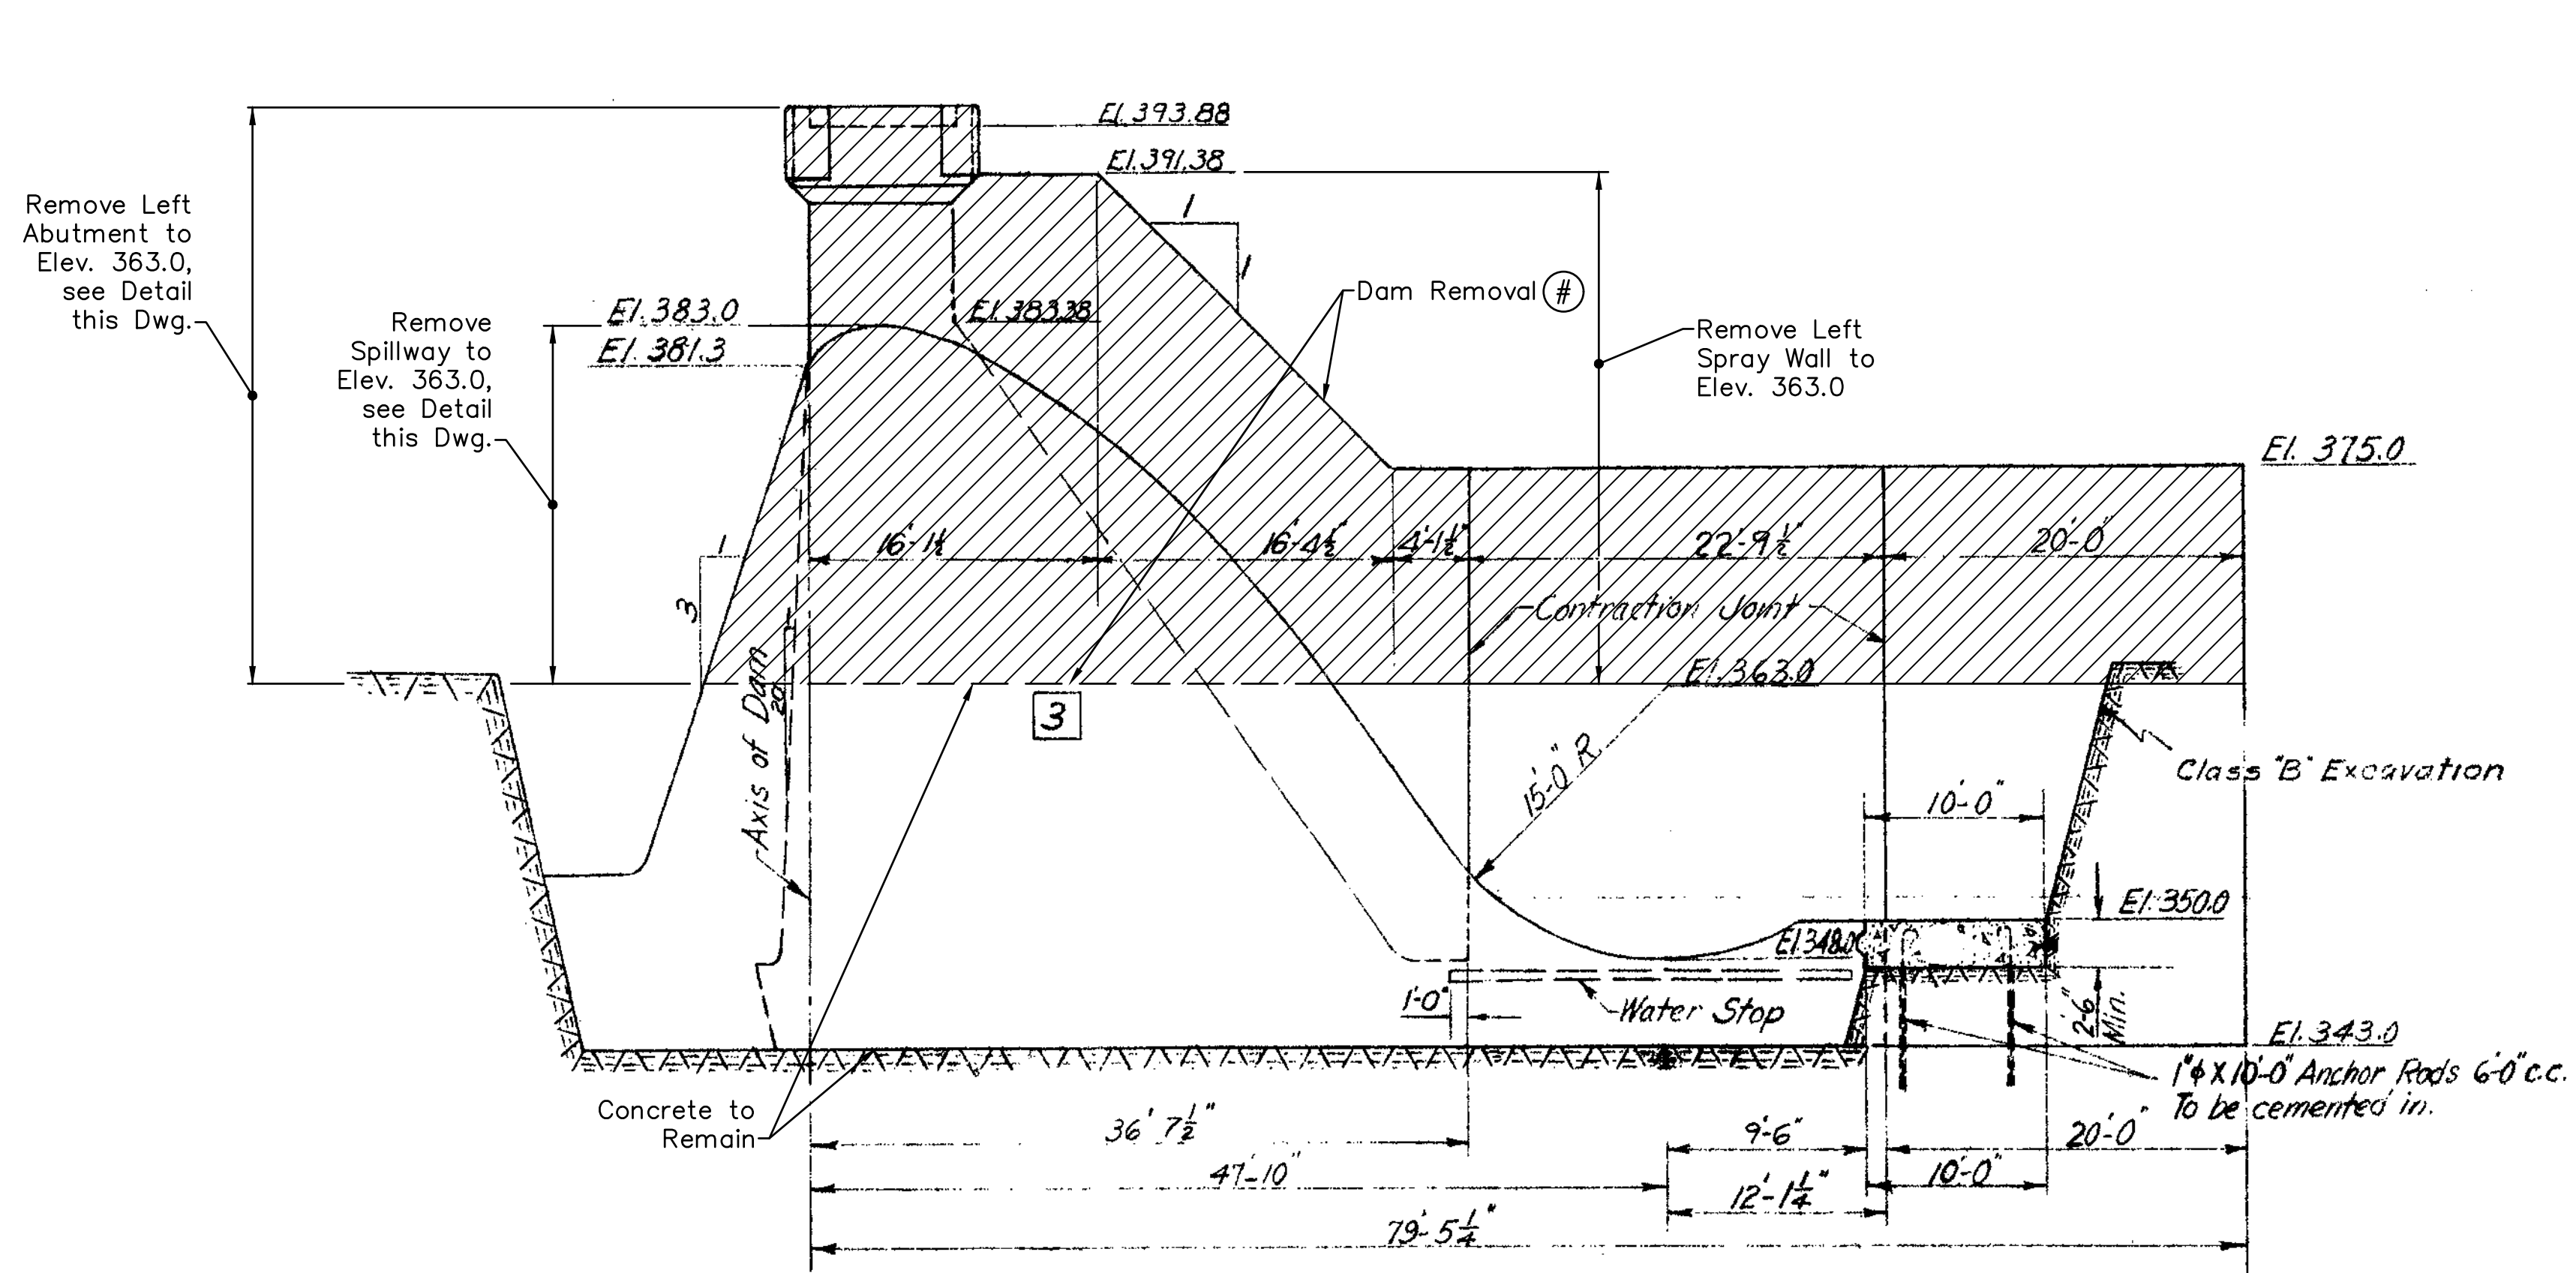 El. 393.88
El. 391.38
1
1
Remove Left
Abutment to
Elev. 363.0,
see Detail
this Dwg.
Remove
Spillway to
Elev. 363.0,
see Detail
this Dwg.
El. 383.0
El. 381.3
El. 383.38
Dam Removal #
Remove Left
Spray Wall to
Elev. 363.0
El. 375.0
16'-1½
16'-4½"
4'-1½"
22'-9½"
20'-0"
1
3
Contraction Joint
El. 363.0
3
Axis of Dam
20
15'-0" R
Class "B" Excavation
10'-0"
El. 350.0
El. 348.0
1'-0"
Water Stop
2'-6"
Min.
El. 343.0
1"ϕ X 10'-0" Anchor Rods 6'-0" c.c.
To be cemented in.
Concrete to
Remain
36' 7½"
9'-6"
20'-0"
47'-10"
12'-1¼"
10'-0"
79'-5¼"